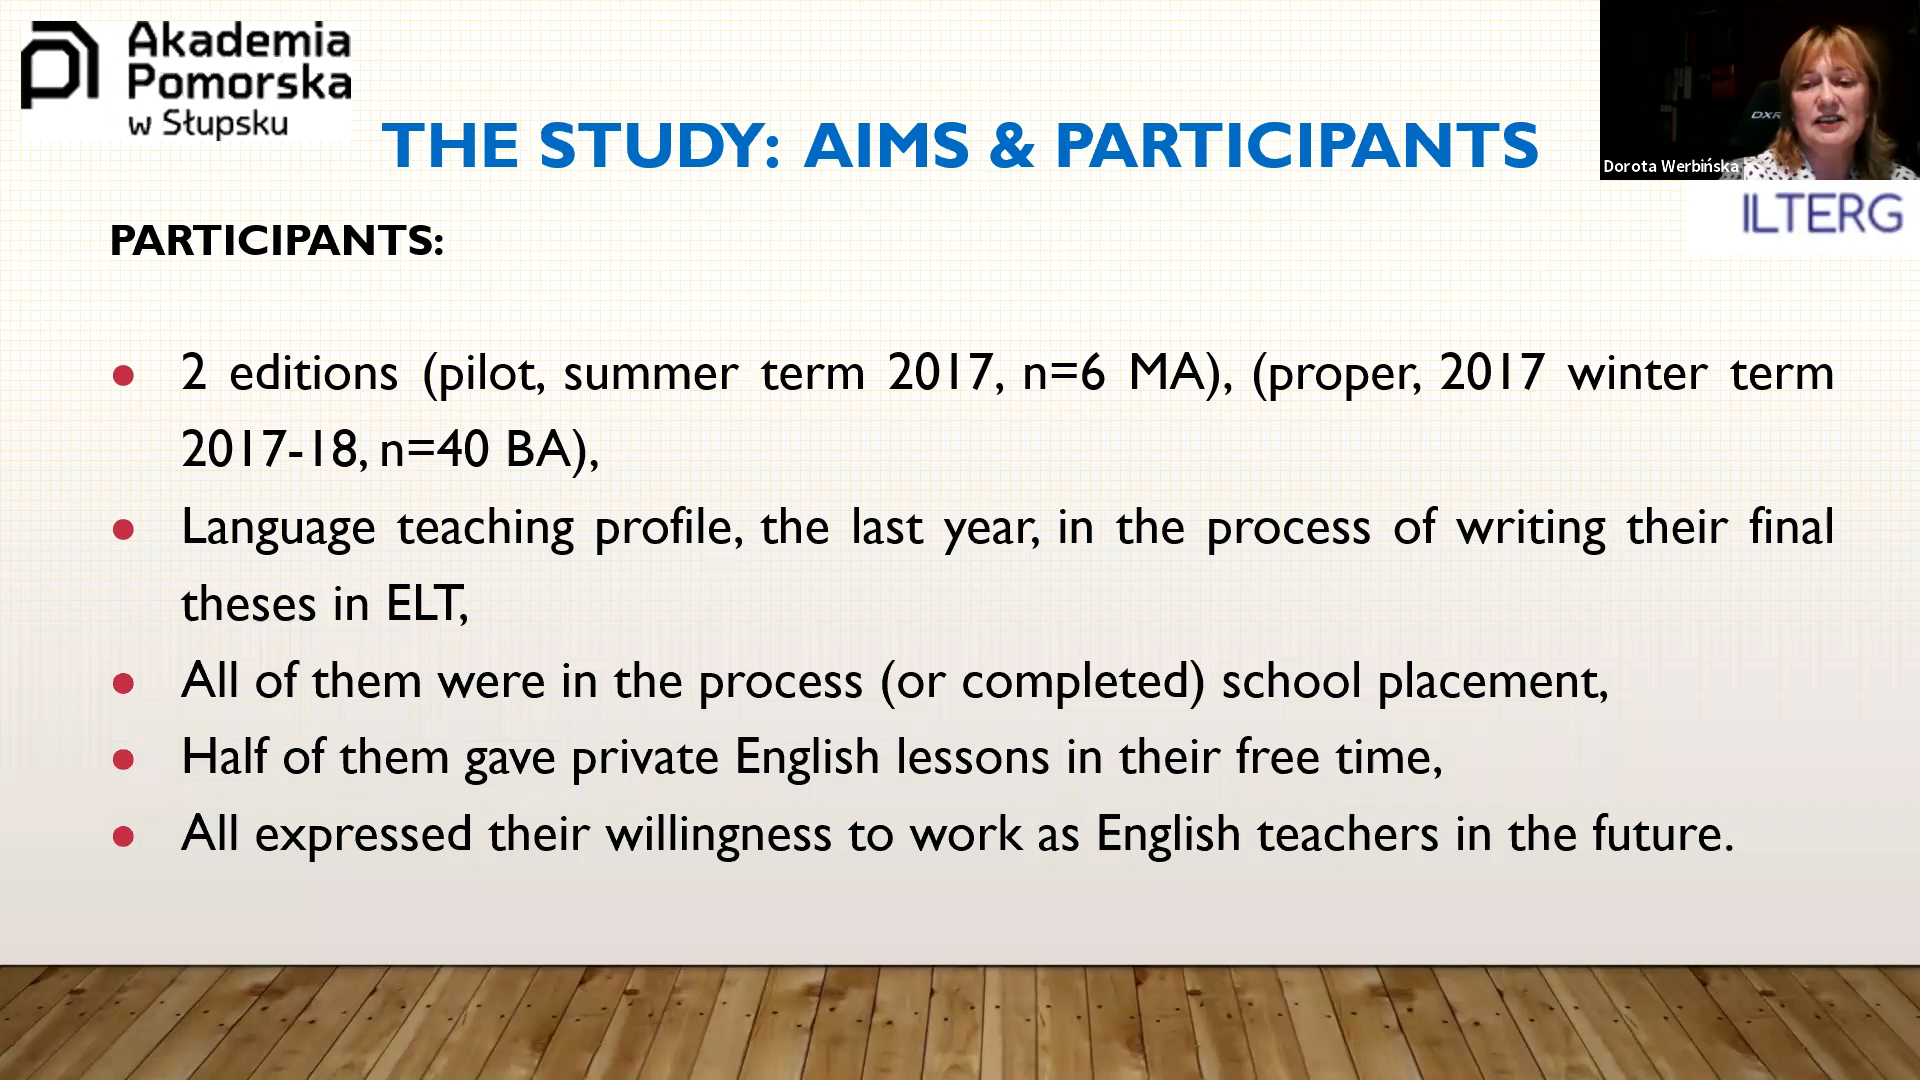 Akademia
Pomorska
w Słupsku
THE STUDY: AIMS & PARTICIPANTS
DXR
Dorota Werbińska
ILTERG
PARTICIPANTS:
● 2 editions (pilot, summer term 2017, n=6 MA), (proper, 2017 winter term
2017-18, n=40 BA),
● Language teaching profile, the last year, in the process of writing their final
theses in ELT,
● All of them were in the process (or completed) school placement,
● Half of them gave private English lessons in their free time,
● All expressed their willingness to work as English teachers in the future.